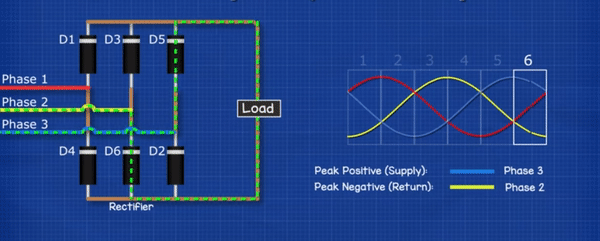 D1 D3 D5
1 2 3 4 5 6
Phase 1
Phase 2
Load
Phase 3
D4 D6 D2
Peak Positive (Supply): Phase 3
Peak Negative (Return): Phase 2
Rectifier